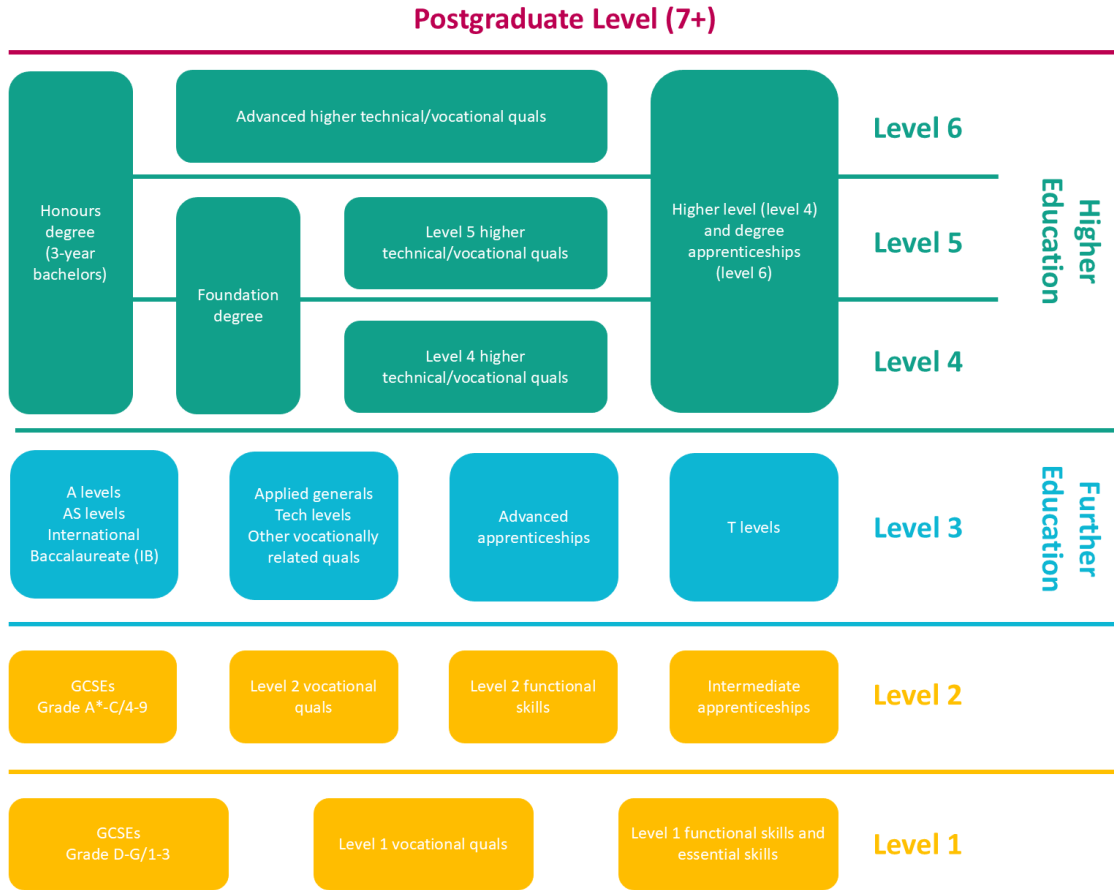 Postgraduate Level (7+)
Advanced higher technical/vocational quals
Level 6
Honours
degree
(3-year
bachelors)
Foundation
degree
Level 5 higher
technical/vocational quals
Higher level (level 4)
and degree
apprenticeships
(level 6)
Level 5
Level 4 higher
technical/vocational quals
Level 4
Higher
Education
A levels
AS levels
International
Baccalaureate (IB)
Applied generals
Tech levels
Other vocationally
related quals
Advanced
apprenticeships
T levels
Level 3
Further
Education
GCSEs
Grade A*-C/4-9
Level 2 vocational
quals
Level 2 functional
skills
Intermediate
apprenticeships
Level 2
GCSEs
Grade D-G/1-3
Level 1 vocational quals
Level 1 functional skills and
essential skills
Level 1